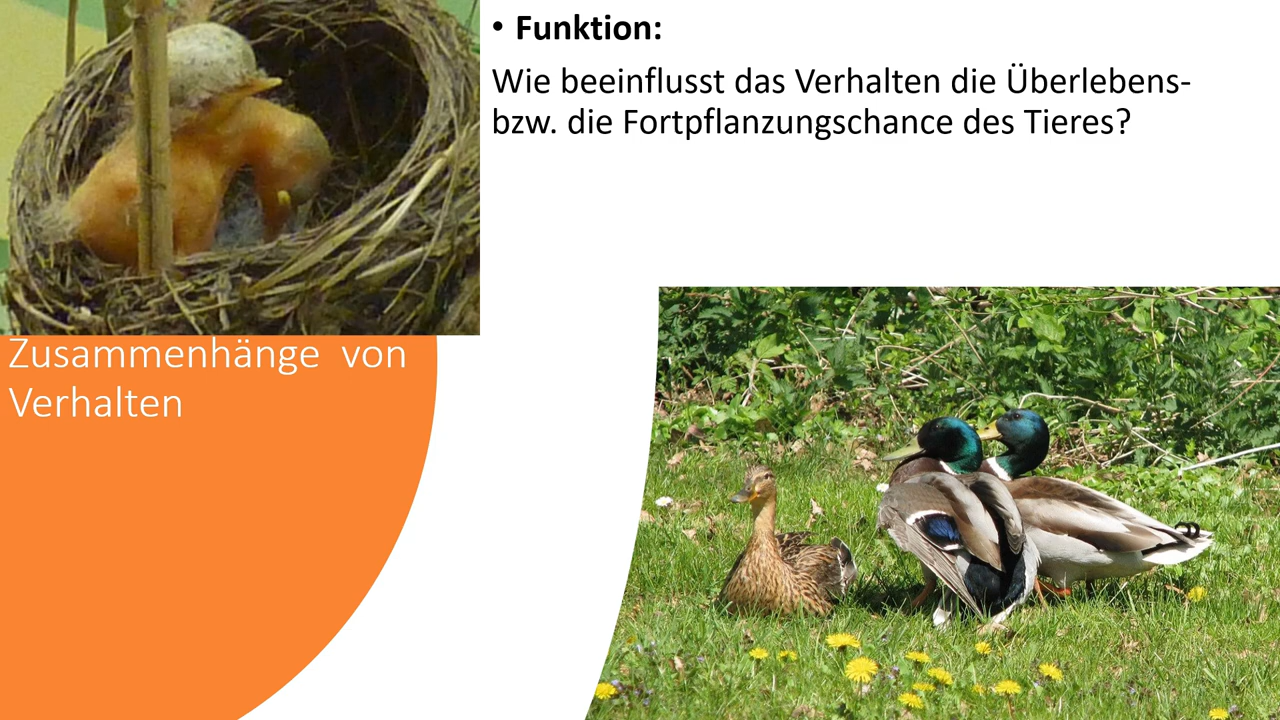 • Funktion:
Wie beeinflusst das Verhalten die Überlebens-
bzw. die Fortpflanzungschance des Tieres?
Zusammenhänge von
Verhalten